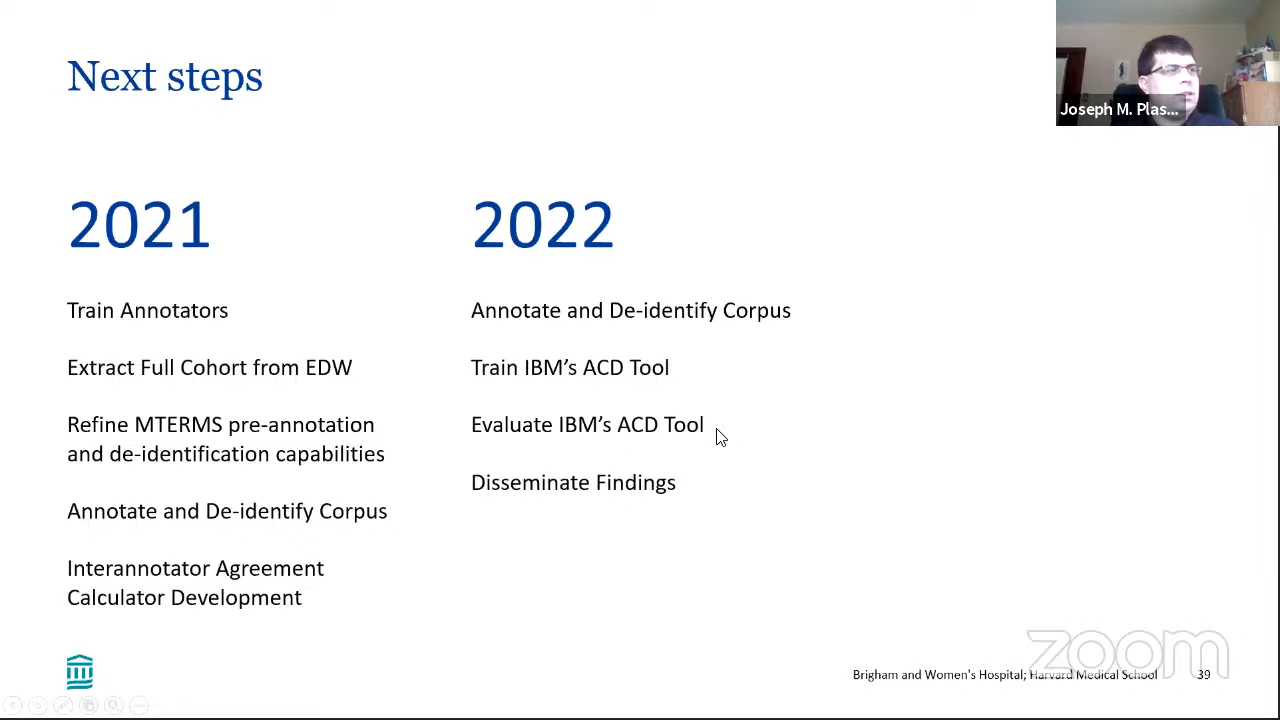 Next steps
Joseph M. Plas...
2021
2022
Train Annotators
Extract Full Cohort from EDW
Refine MTERMS pre-annotation
and de-identification capabilities
Annotate and De-identify Corpus
Interannotator Agreement
Calculator Development
Annotate and De-identify Corpus
Train IBM’s ACD Tool
Evaluate IBM’s ACD Tool
Disseminate Findings
zoom
Brigham and Women's Hospital; Harvard Medical School
39